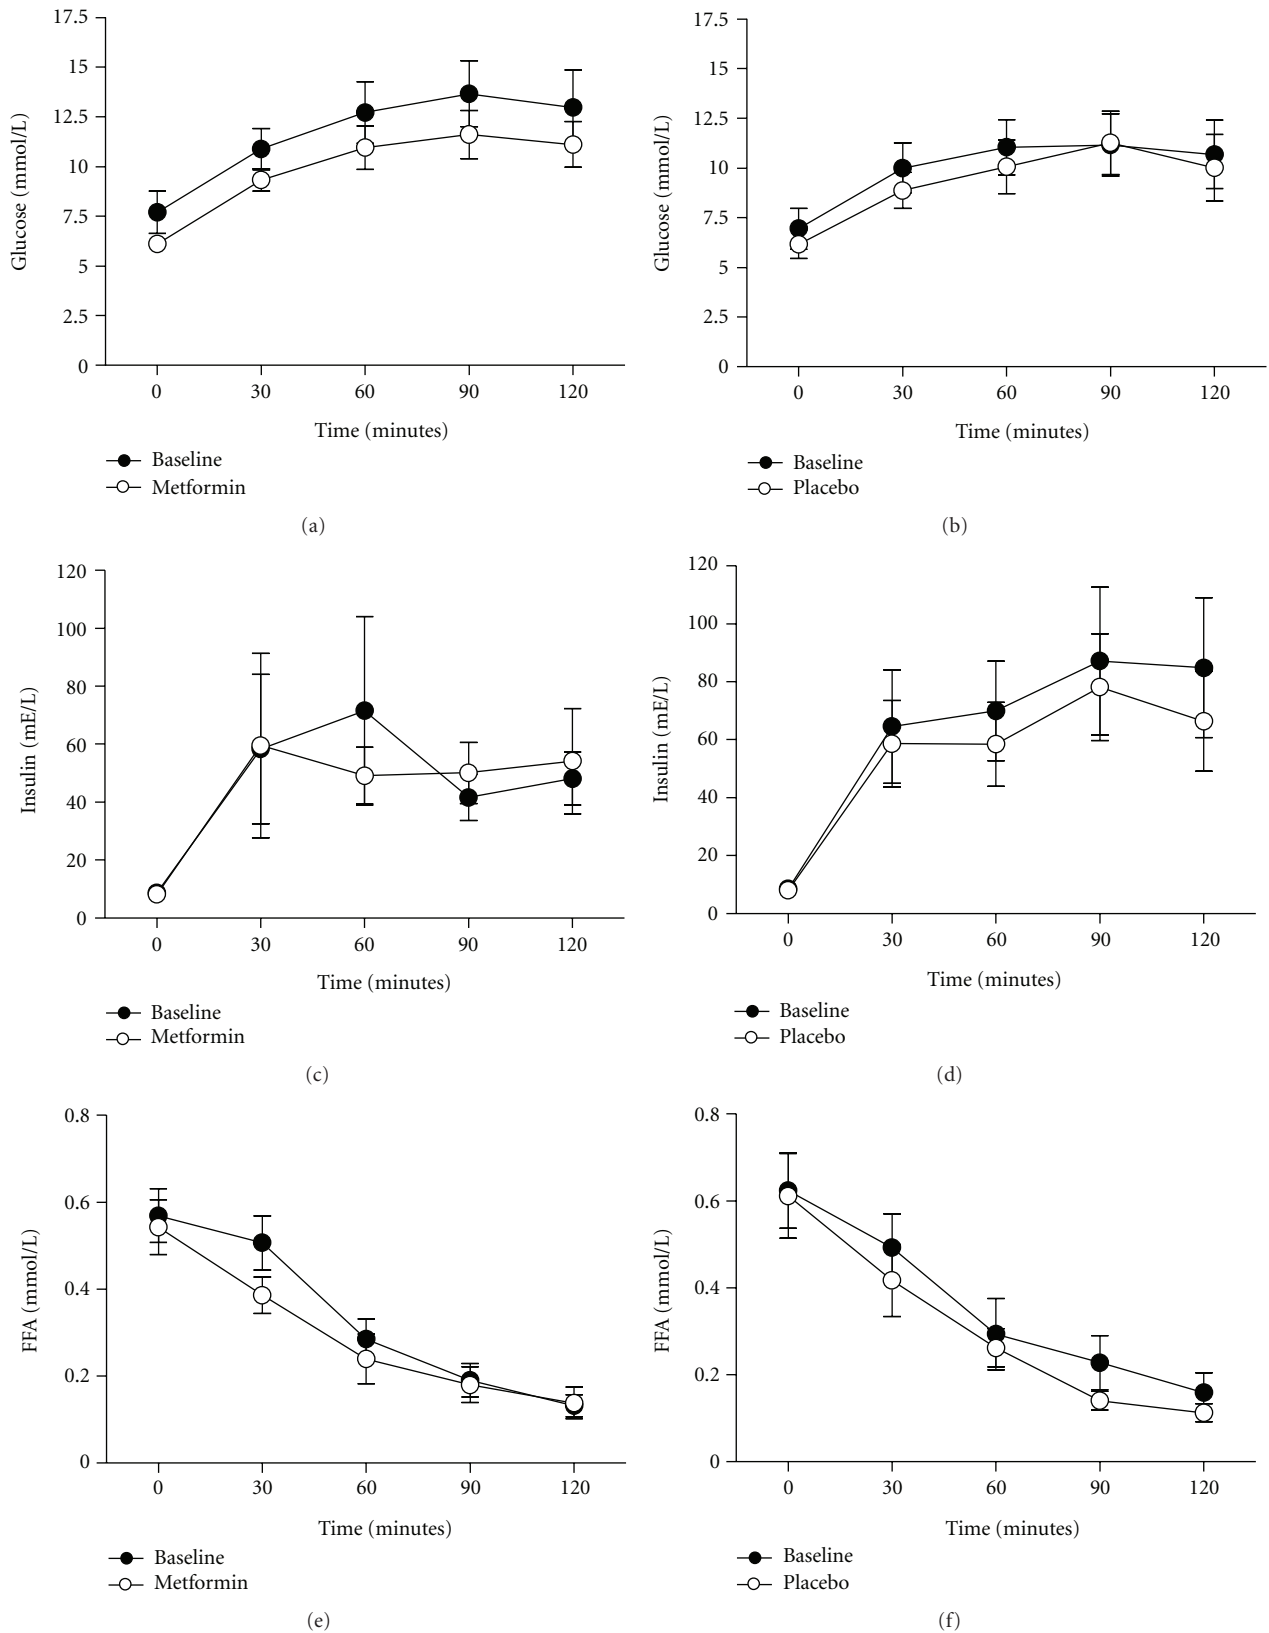 17.5
15
12.5
10
7.5
5
2.5
0
Glucose (mmol/L)
0 30 60 90 120
Time (minutes)
Baseline
Metformin
(a)
17.5
15
12.5
10
7.5
5
2.5
0
Glucose (mmol/L)
0 30 60 90 120
Time (minutes)
Baseline
Placebo
(b)
120
100
80
60
40
20
0
Insulin (mE/L)
0 30 60 90 120
Time (minutes)
Baseline
Metformin
(c)
120
100
80
60
40
20
0
Insulin (mE/L)
0 30 60 90 120
Time (minutes)
Baseline
Placebo
(d)
0.8
0.6
0.4
0.2
0
FFA (mmol/L)
0 30 60 90 120
Time (minutes)
Baseline
Metformin
(e)
0.8
0.6
0.4
0.2
0
FFA (mmol/L)
0 30 60 90 120
Time (minutes)
Baseline
Placebo
(f)